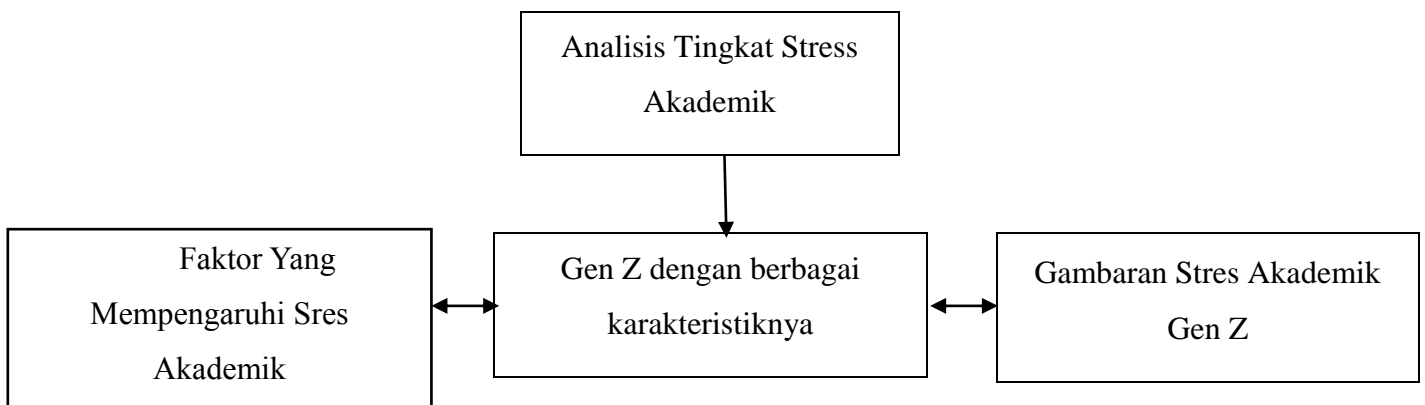 Analisis Tingkat Stress
Akademik
Faktor Yang
Mempengaruhi Sres
Akademik
Gen Z dengan berbagai
karakteristiknya
Gambaran Stres Akademik
Gen Z